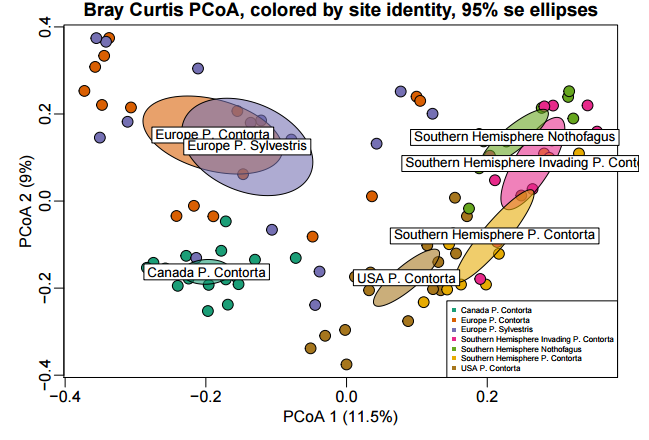 Bray Curtis PCoA, colored by site identity, 95% se ellipses
0.4
0.2
0.0
−0.2
−0.4
PCoA 2 (9%)
Europe P. Contorta
Europe P. Sylvestris
Southern Hemisphere Nothofagus
Southern Hemisphere Invading P. Conto
Southern Hemisphere P. Contorta
Canada P. Contorta
USA P. Contorta
Canada P. Contorta
Europe P. Contorta
Europe P. Sylvestris
Southern Hemisphere Invading P. Contorta
Southern Hemisphere Nothofagus
Southern Hemisphere P. Contorta
USA P. Contorta
−0.4
−0.2
0.0
0.2
PCoA 1 (11.5%)